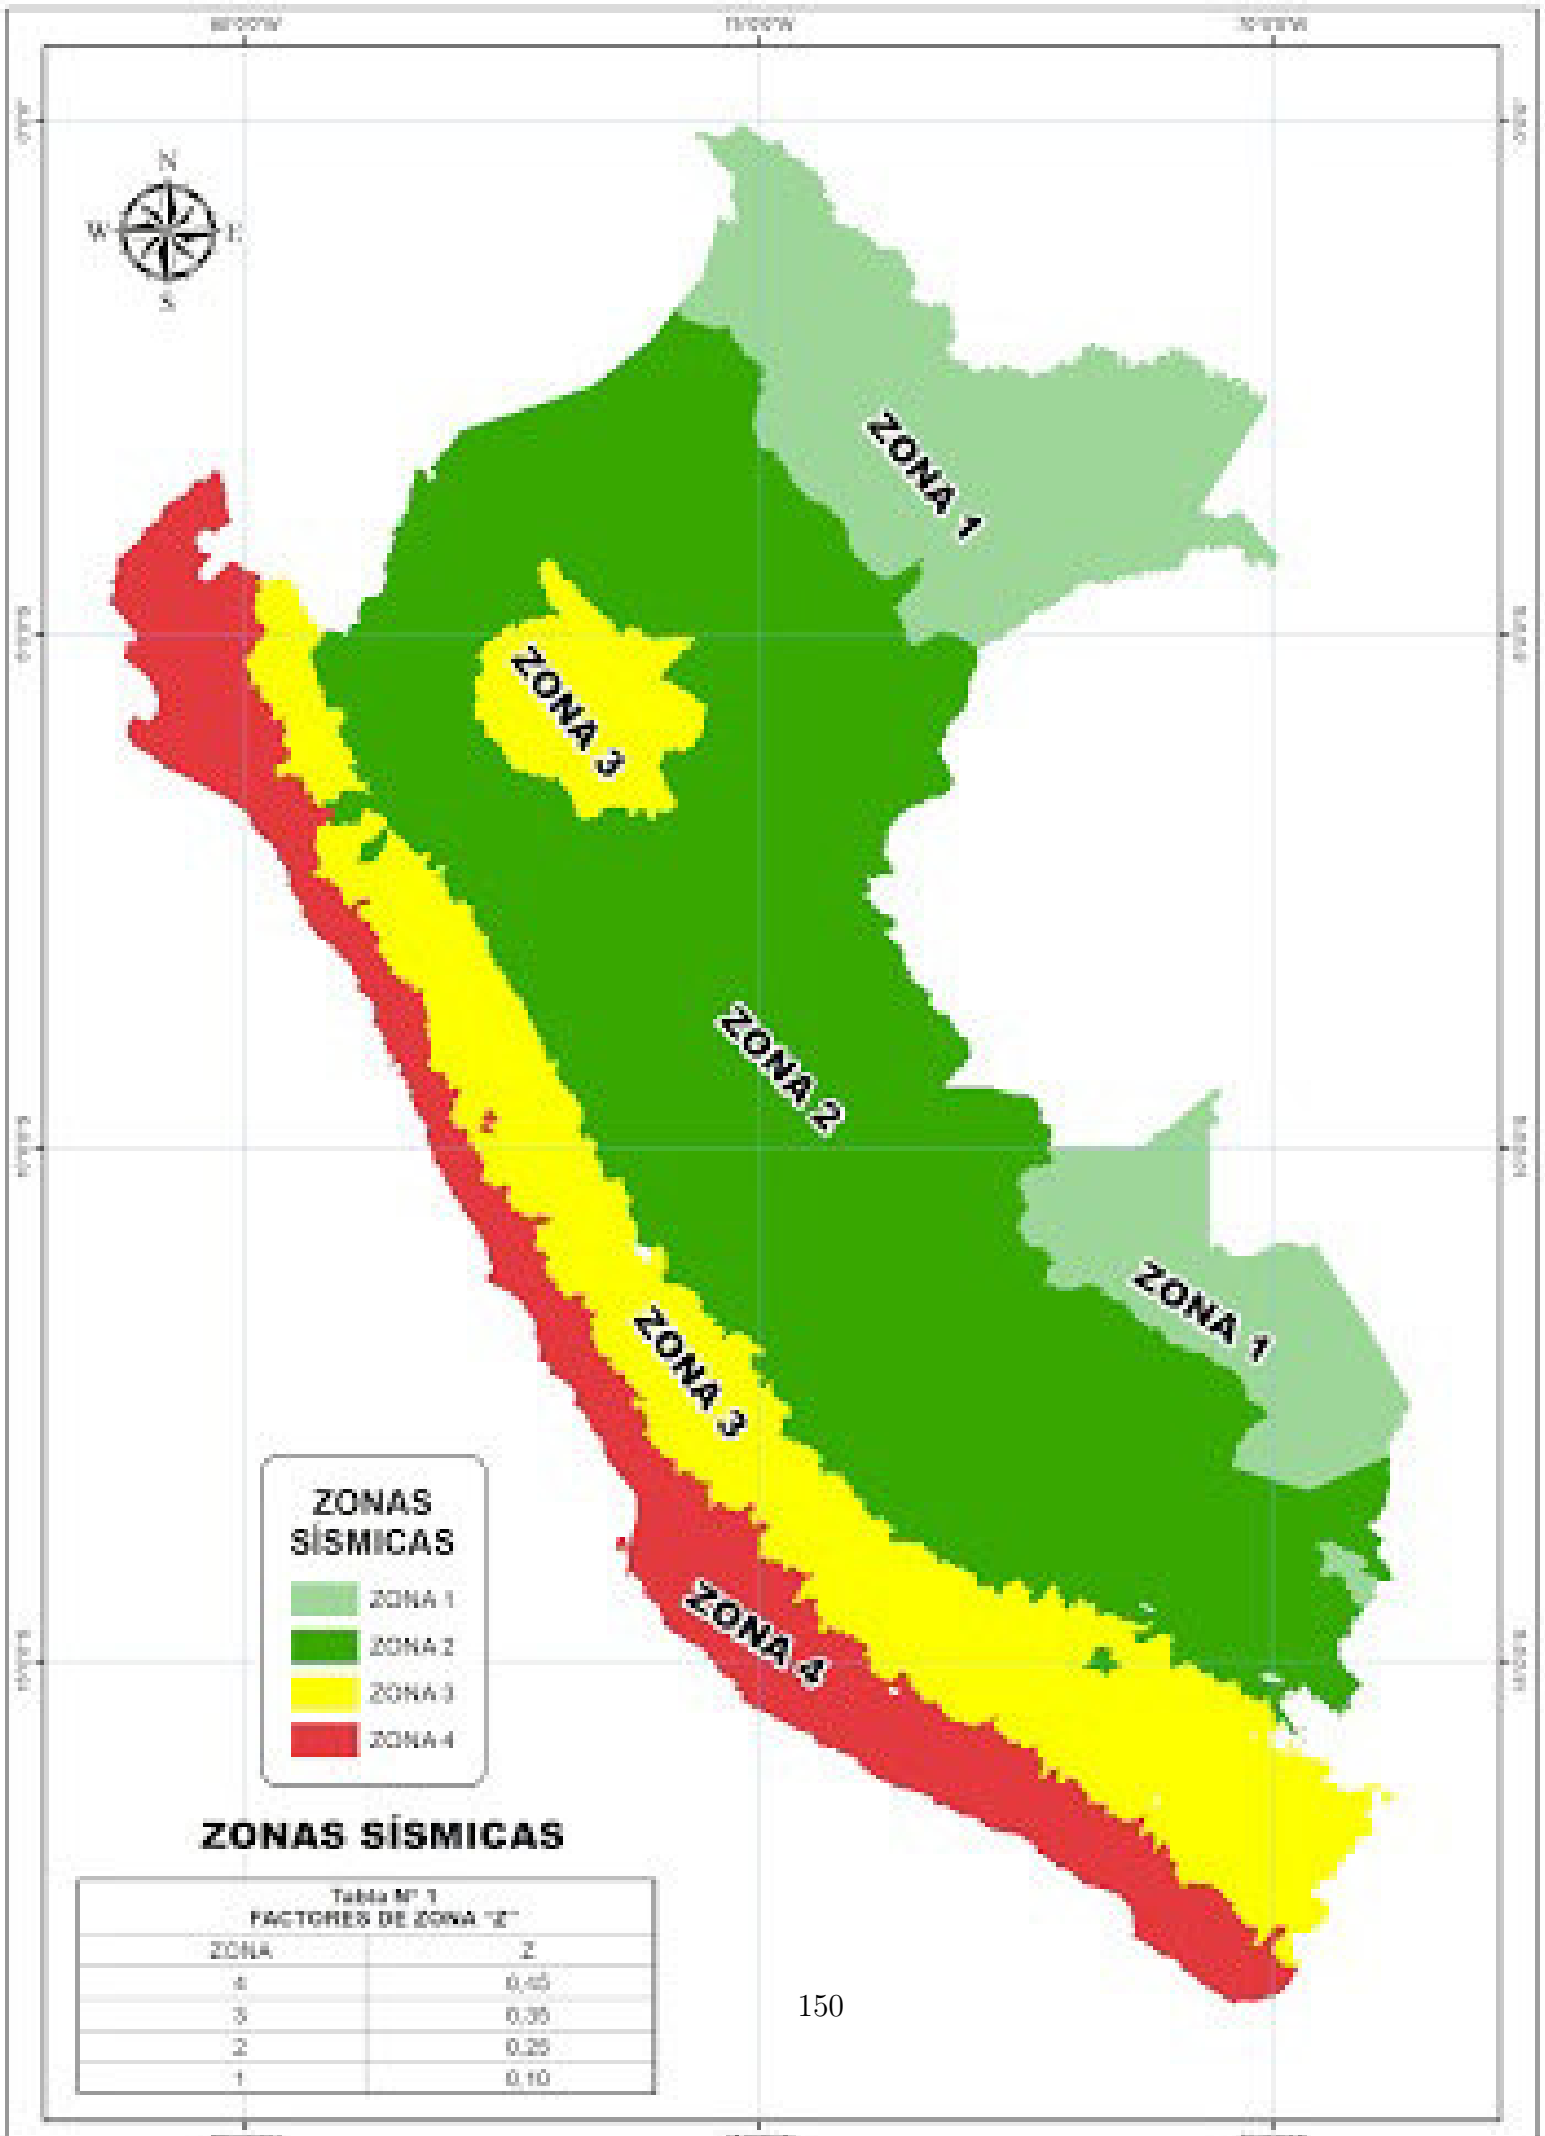 N
W E
S
ZONA 1
ZONA 3
ZONA 2
ZONA 1
ZONA 3
ZONA 4
ZONAS
SÍSMICAS
ZONA 1
ZONA 2
ZONA 3
ZONA 4
ZONAS SÍSMICAS
Tabla N° 1
FACTORES DE ZONA "Z"
ZONA Z
4 0,45
3 0,35
2 0,25
1 0,10
150